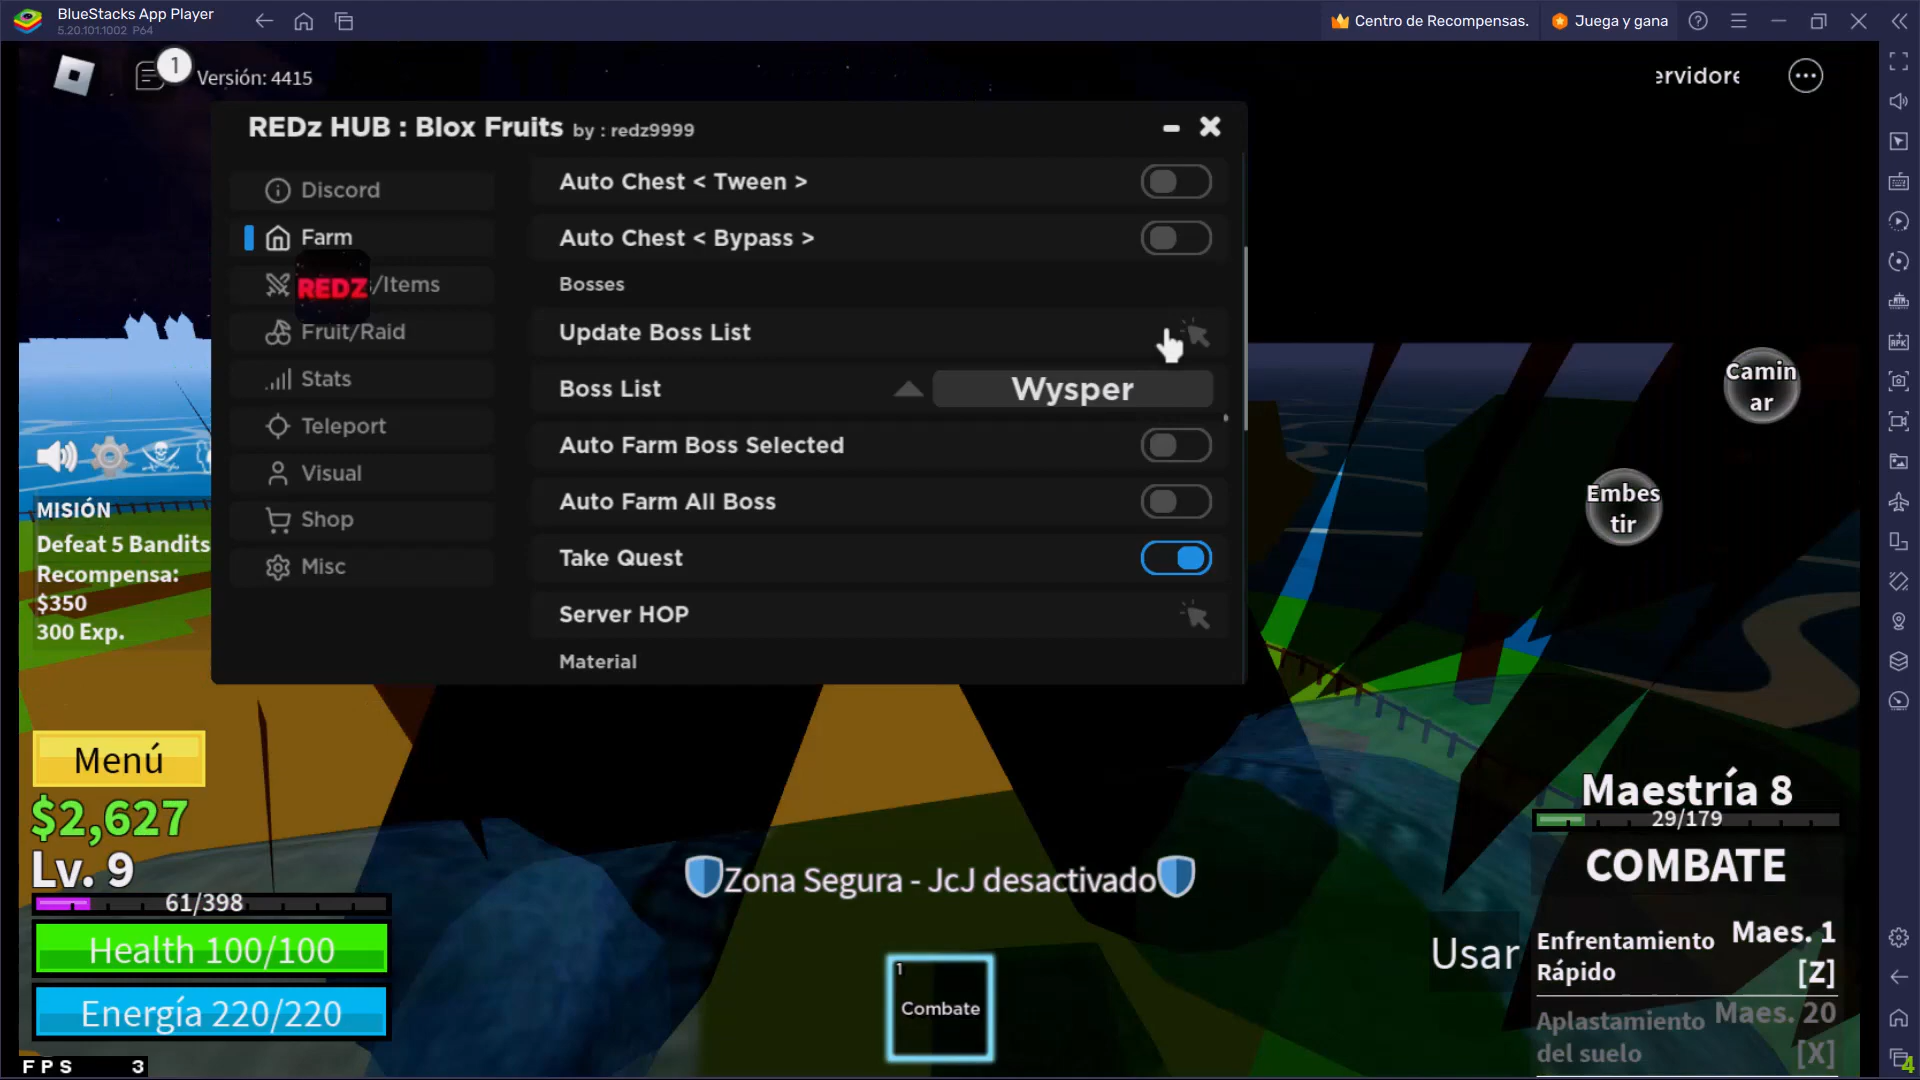 BlueStacks App Player
5.20.101.1002 P64
Centro de Recompensas.
Juega y gana
1
Versión: 4415
ervidore
REDz HUB : Blox Fruits by : redz9999
Discord
Farm
REDZ
/Items
Fruit/Raid
Stats
Teleport
Visual
Shop
Misc
Auto Chest < Tween >
Auto Chest < Bypass >
Bosses
Update Boss List
Boss List
Wysper
Auto Farm Boss Selected
Auto Farm All Boss
Take Quest
Server HOP
Material
Camin
ar
Embes
tir
MISIÓN
Defeat 5 Bandits
Recompensa:
$350
300 Exp.
Menú
$2,627
Lv. 9
61/398
Health 100/100
Energía 220/220
FPS 3
Zona Segura - JcJ desactivado
1
Combate
Maestría 8
29/179
COMBATE
Usar
Enfrentamiento
Rápido
Maes. 1
[Z]
Aplastamiento
del suelo
Maes. 20
[X]
4